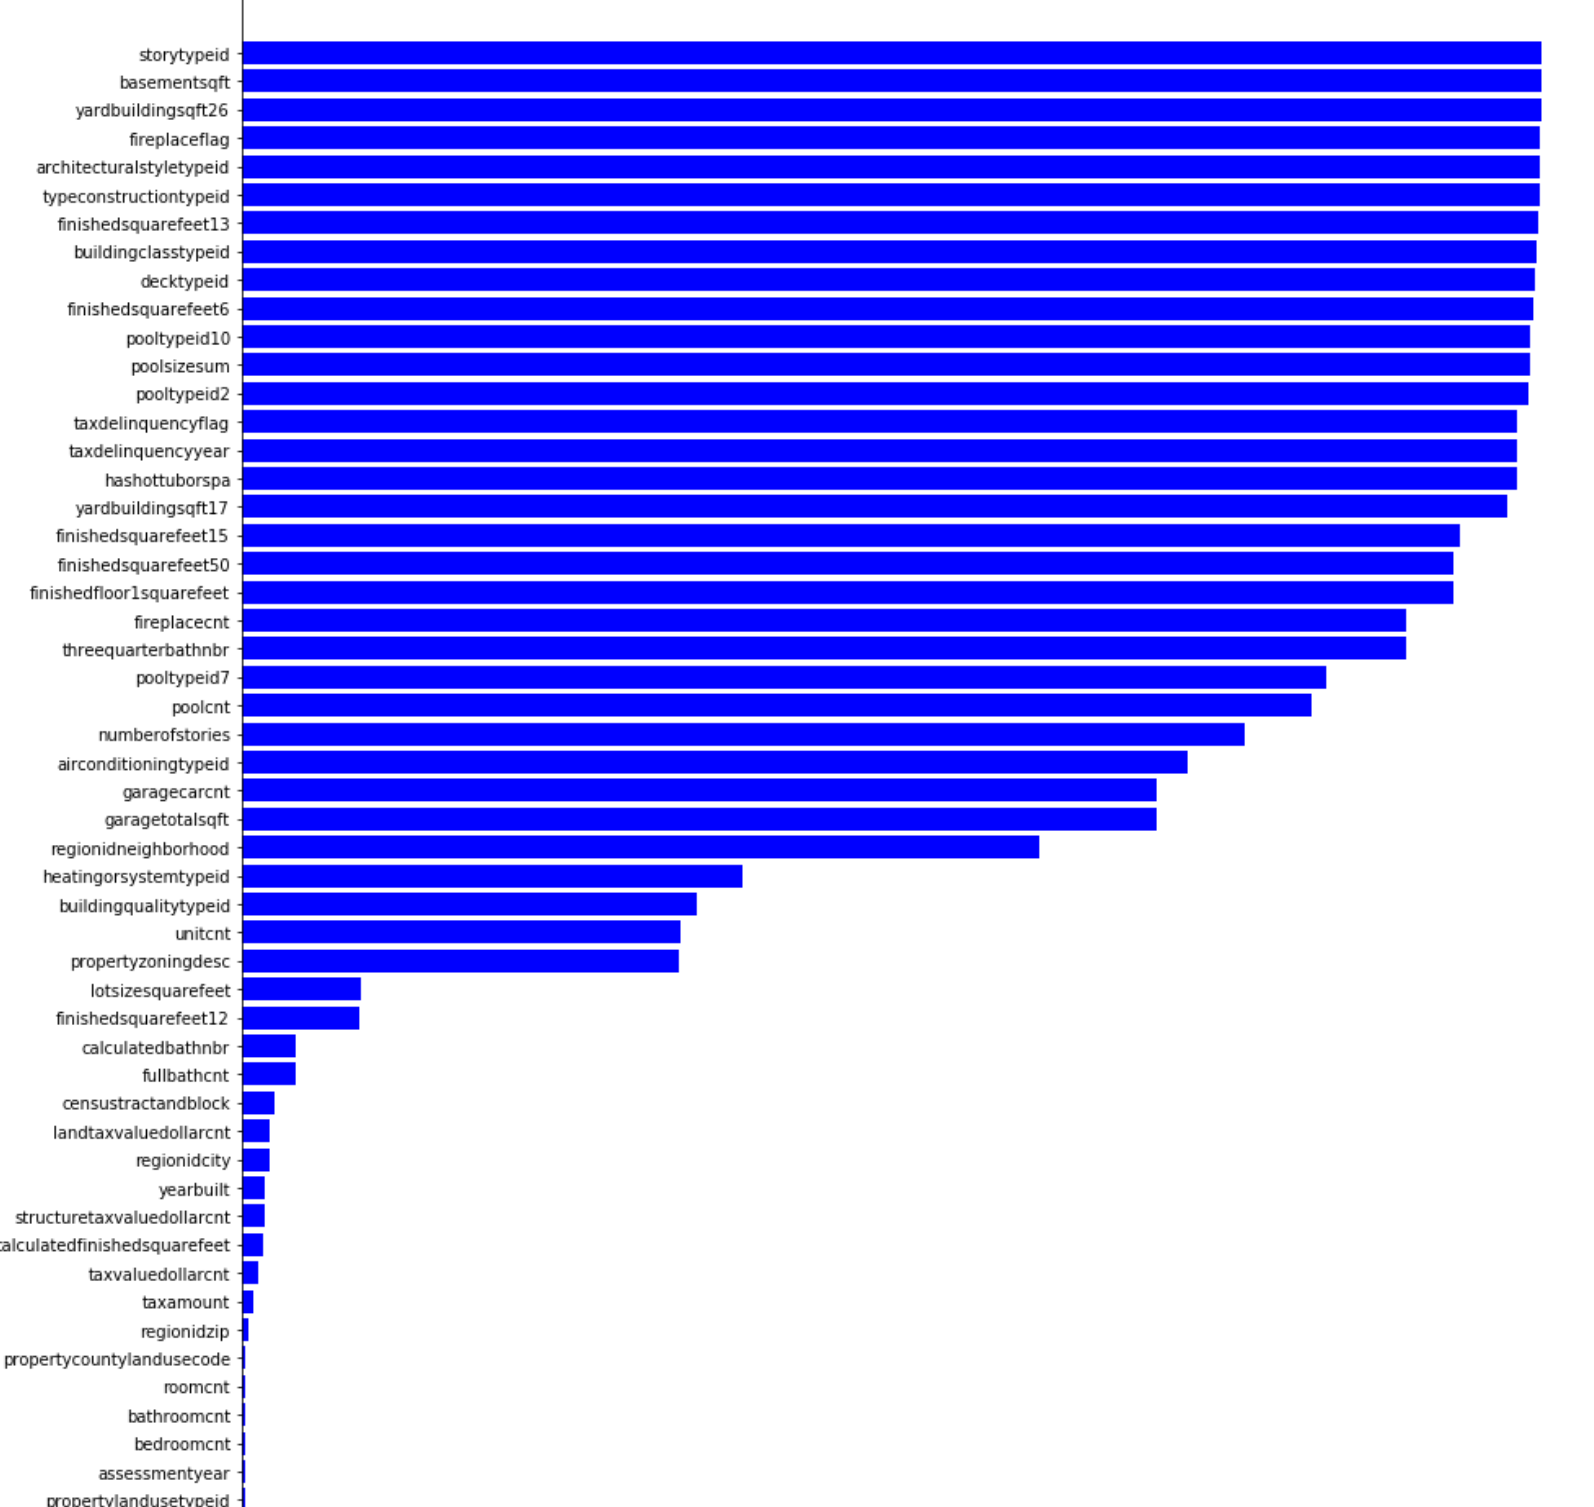 storytypeid
basementsqft
yardbuildingsqft26
fireplaceflag
architecturalstyletypeid
typeconstructiontypeid
finishedsquarefeet13
buildingclasstypeid
decktypeid
finishedsquarefeet6
pooltypeid10
poolsizesum
pooltypeid2
taxdelinquencyflag
taxdelinquencyyear
hashottuborspa
yardbuildingsqft17
finishedsquarefeet15
finishedsquarefeet50
finishedfloor1squarefeet
fireplacecnt
threequarterbathnbr
pooltypeid7
poolcnt
numberofstories
airconditioningtypeid
garagecarcnt
garagetotalsqft
regionidneighborhood
heatingorsystemtypeid
buildingqualitytypeid
unitcnt
propertyzoningdesc
lotsizesquarefeet
finishedsquarefeet12
calculatedbathnbr
fullbathcnt
censustractandblock
landtaxvaluedollarcnt
regionidcity
yearbuilt
structuretaxvaluedollarcnt
calculatedfinishedsquarefeet
taxvaluedollarcnt
taxamount
regionidzip
propertycountylandusecode
roomcnt
bathroomcnt
bedroomcnt
assessmentyear
propertylandusetypeid